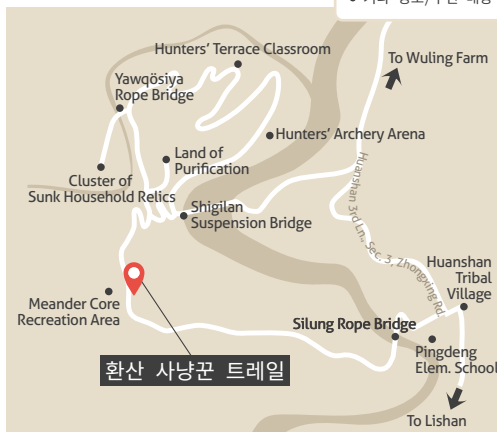 Hunters' Terrace Classroom
To Wuling Farm
Yawqösiya
Rope Bridge
Hunters' Archery Arena
Land of
Purification
Cluster of
Sunk Household Relics
Shigilan
Suspension Bridge
Huanshan 3rd Ln., Sec. 3, Zhongxing Rd.
Huanshan
Tribal
Village
Meander Core
Recreation Area
Silung Rope Bridge
Pingdeng
Elem. School
환산 사냥꾼 트레일
To Lishan